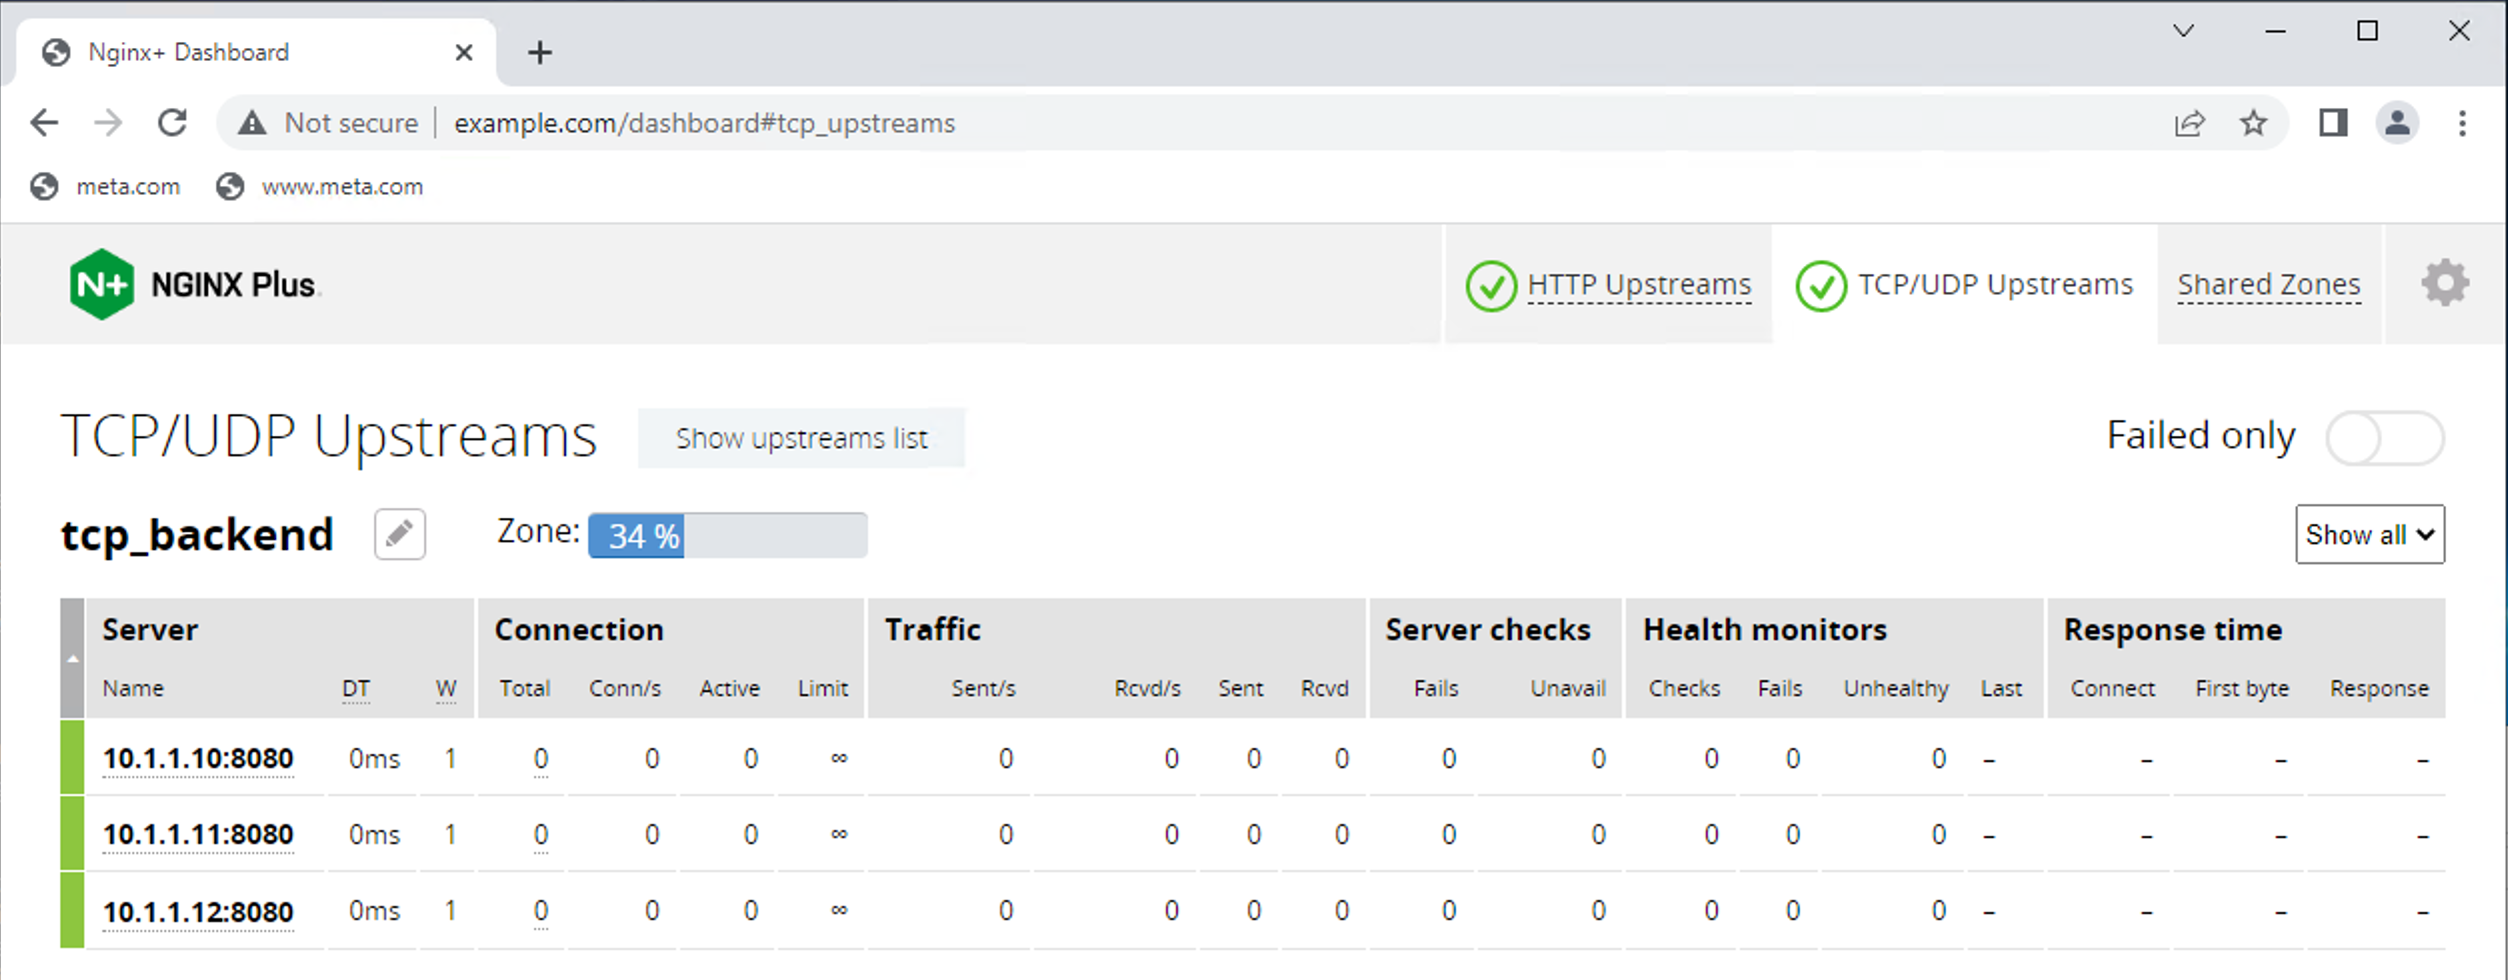 Nginx+ Dashboard
Not secure example.com/dashboard#tcp_upstreams
meta.com www.meta.com
N+ NGINX Plus HTTP Upstreams TCP/UDP Upstreams Shared Zones
TCP/UDP Upstreams Show upstreams list Failed only
tcp_backend Zone: 34 % Show all
Server Connection Traffic Server checks Health monitors Response time
Name DT W Total Conn/s Active Limit Sent/s Rcvd/s Sent Rcvd Fails Unavail Checks Fails Unhealthy Last Connect First byte Response
10.1.1.10:8080 0ms 1 0 0 0 ∞ 0 0 0 0 0 0 0 0 0 – – – –
10.1.1.11:8080 0ms 1 0 0 0 ∞ 0 0 0 0 0 0 0 0 0 – – – –
10.1.1.12:8080 0ms 1 0 0 0 ∞ 0 0 0 0 0 0 0 0 0 – – – –